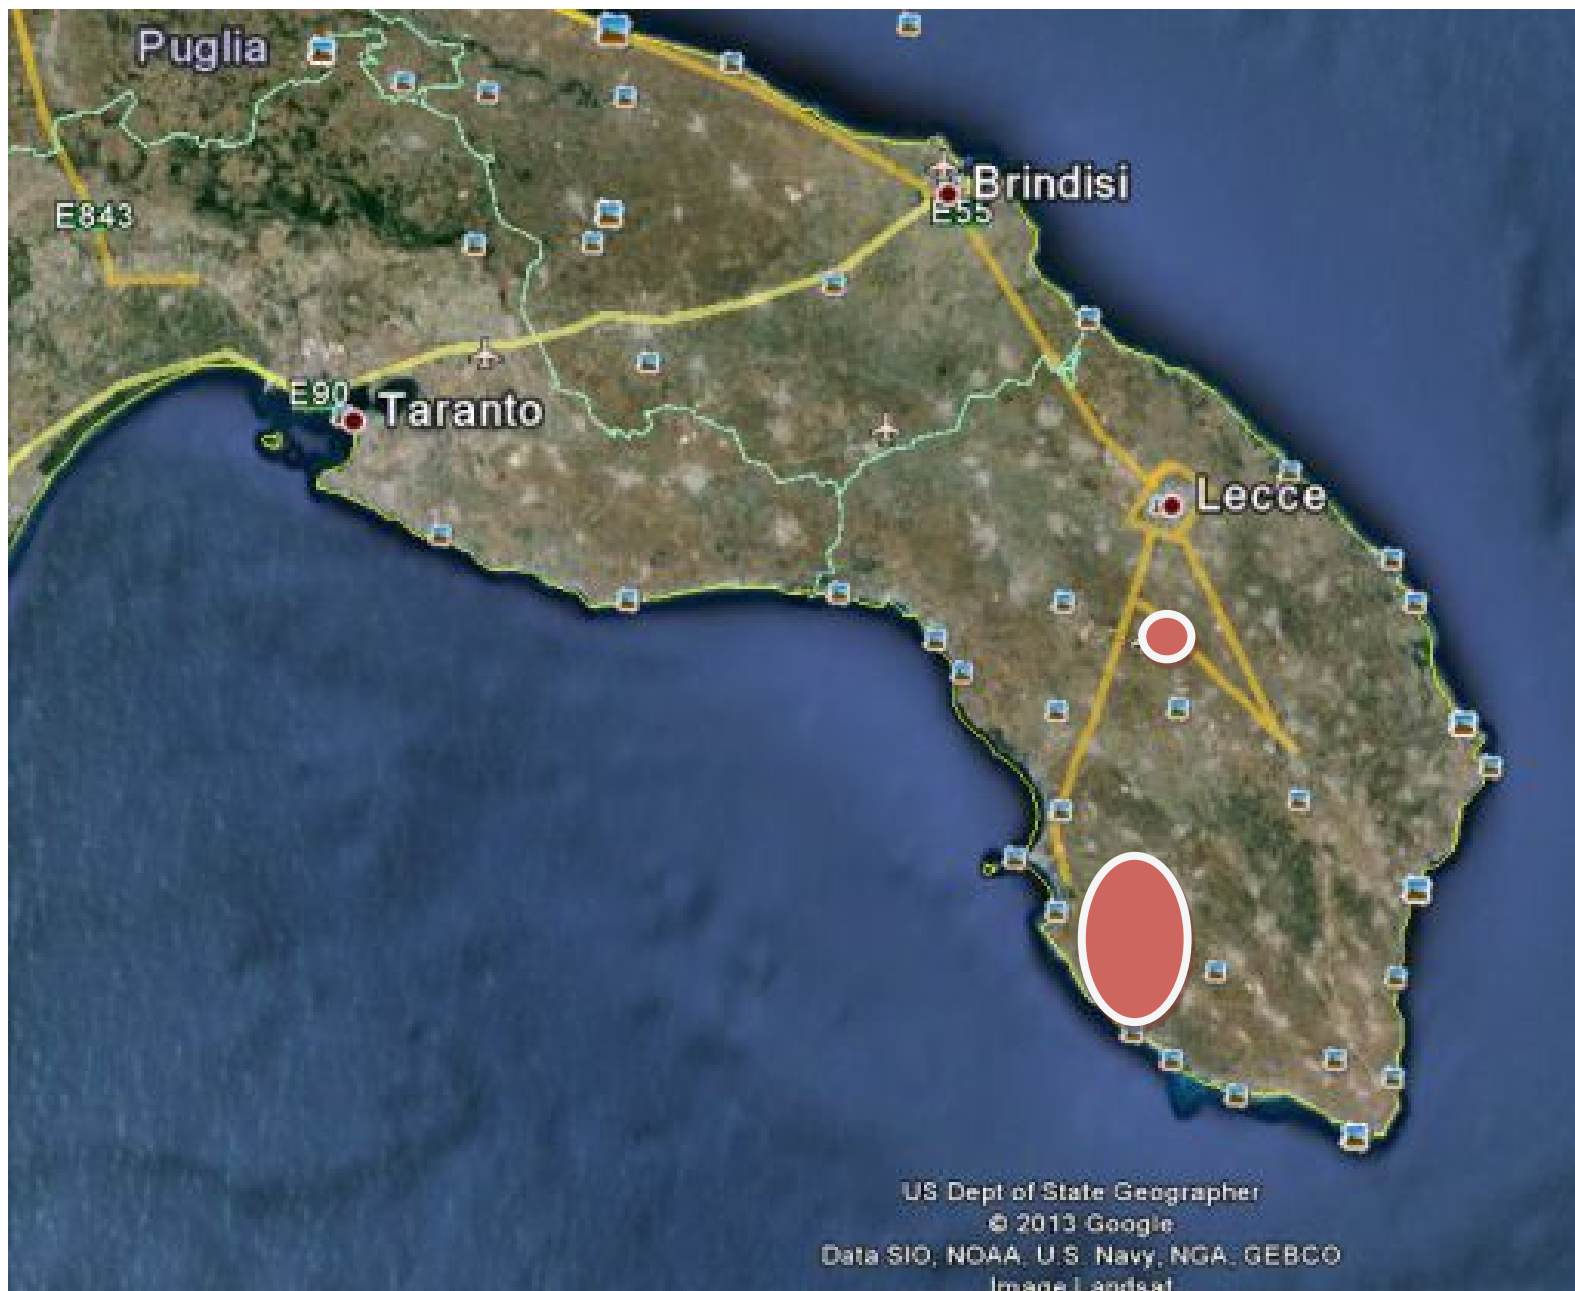 Puglia
Brindisi
E843
E55
E90
Taranto
Lecce
US Dept of State Geographer
© 2013 Google
Data SIO, NOAA, U.S. Navy, NGA, GEBCO
Image Landsat